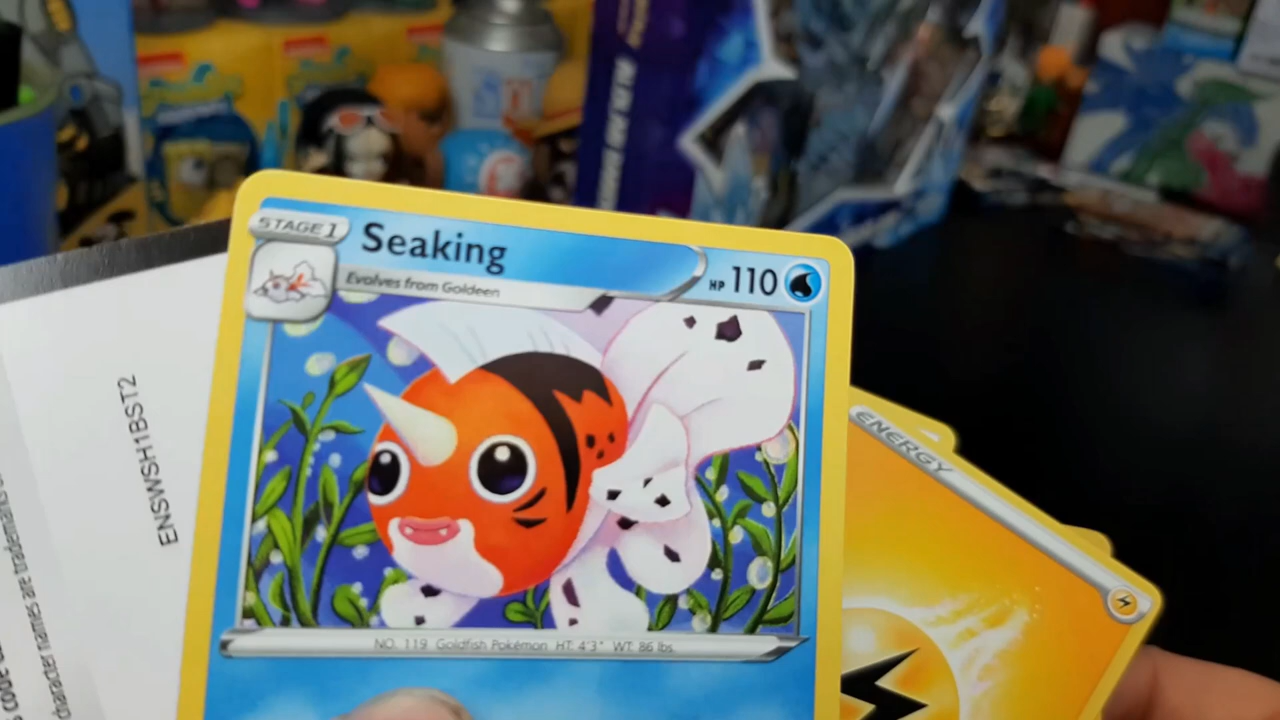 STAGE 1
Seaking
HP 110
Evolves from Goldeen
NO. 119 Goldfish Pokémon HT: 4'3" WT: 86 lbs.
ENERGY
ENSWSH1BST2
character names are trademarks